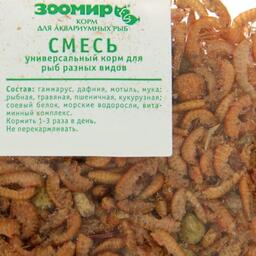 ЗООМИР
КОРМ
ДЛЯ АКВАРИУМНЫХ РЫБ
СМЕСЬ
универсальный корм для
рыб разных видов
Состав: гаммарус, дафния, мотыль, мука;
рыбная, травяная, пшеничная, кукурузная;
соевый белок, морские водоросли, вита-
минный комплекс.
Кормить 1-3 раза в день.
Не перекармливать.